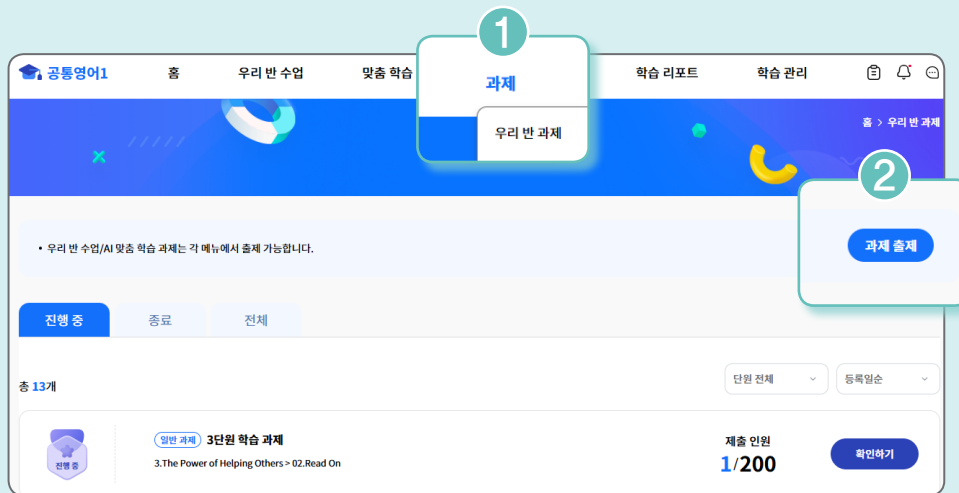 1
공통영어1 홈 우리 반 수업 맞춤 학습 과제 학습 리포트 학습 관리
우리 반 과제
홈 > 우리 반 과제
2
• 우리 반 수업/AI 맞춤 학습 과제는 각 메뉴에서 출제 가능합니다.
과제 출제
진행 중 종료 전체
총 13개
단원 전체 등록일순
진행 중
일반 과제 3단원 학습 과제
3.The Power of Helping Others > 02.Read On
제출 인원
1/200
확인하기